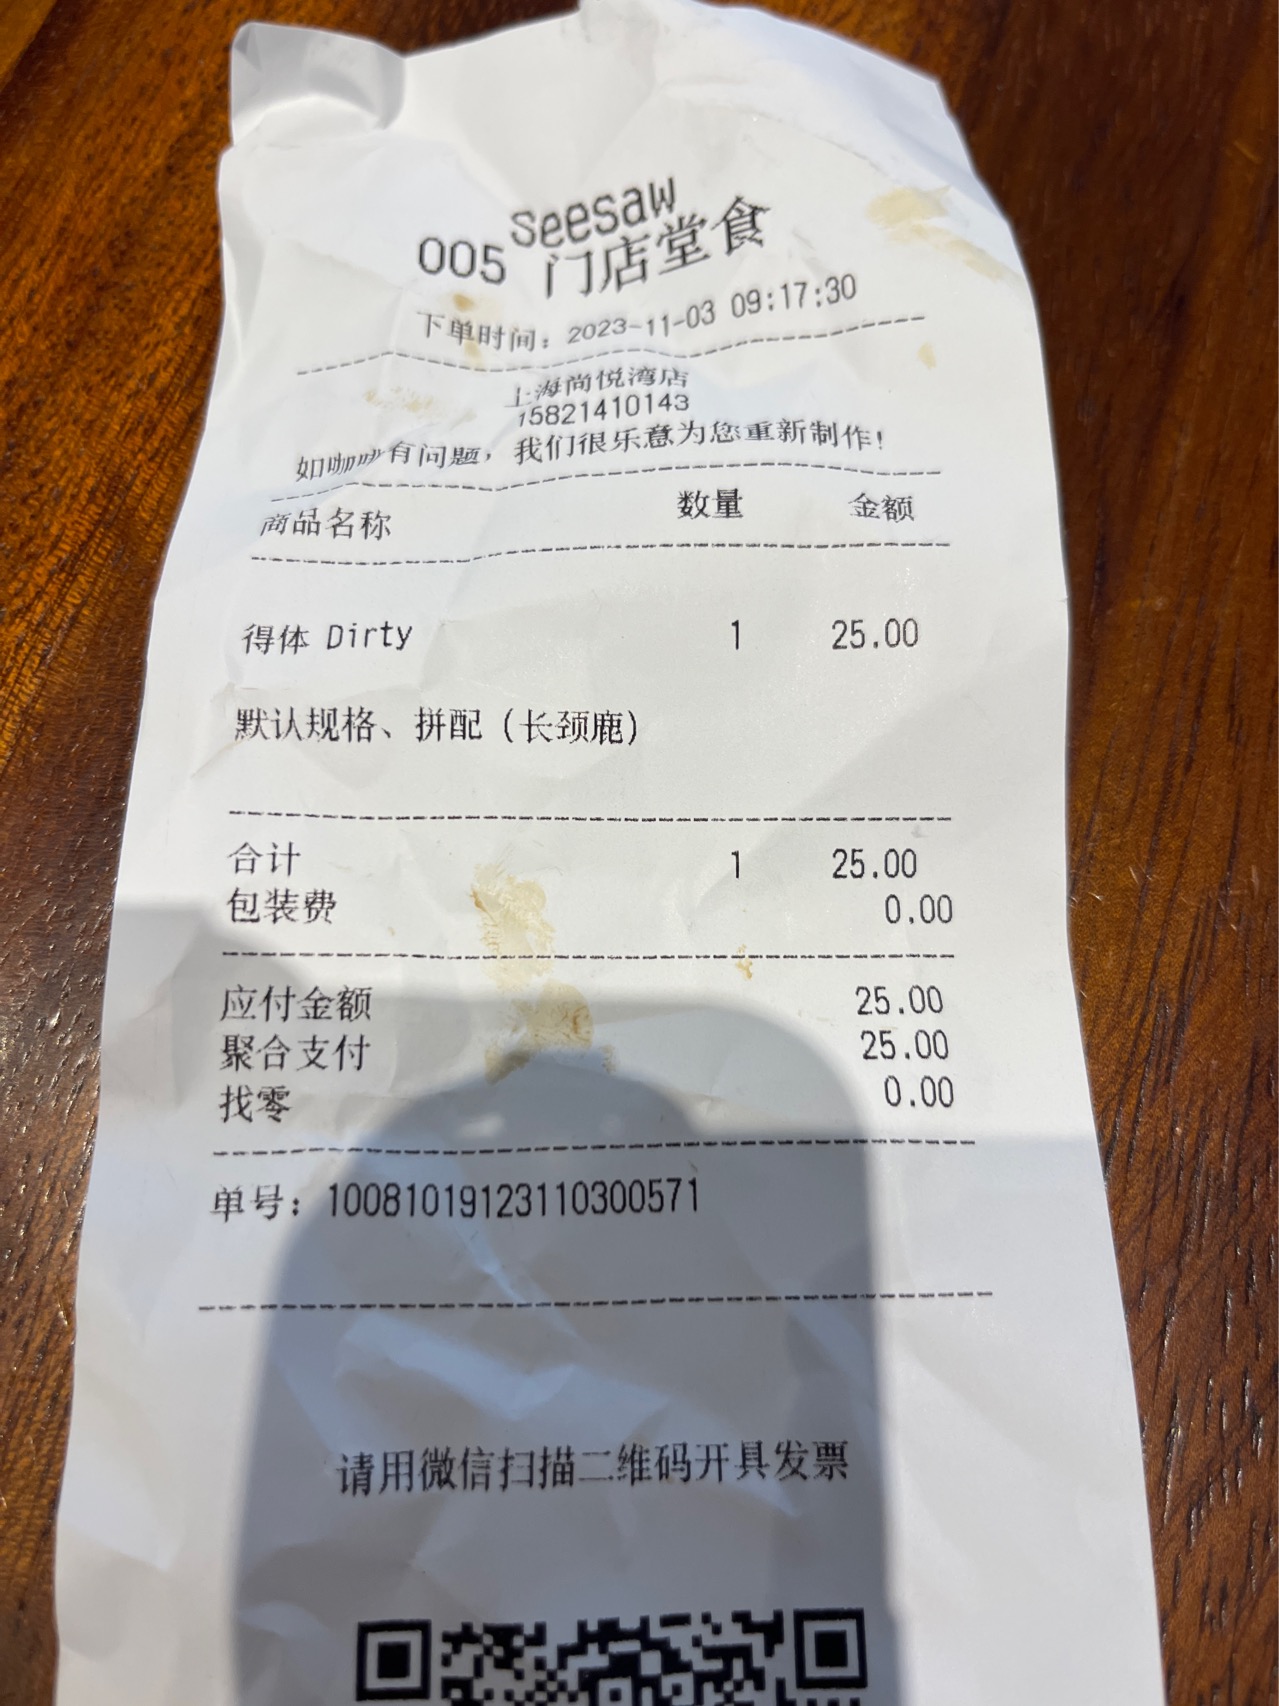 Seesaw
005 门店堂食
下单时间：2023-11-03 09:17:30
上海尚悦湾店
15821410143
如咖啡有问题，我们很乐意为您重新制作！
商品名称 数量 金额
得体 Dirty 1 25.00
默认规格、拼配（长颈鹿）
合计 1 25.00
包装费 0.00
应付金额 25.00
聚合支付 25.00
找零 0.00
单号：10081019123110300571
请用微信扫描二维码开具发票